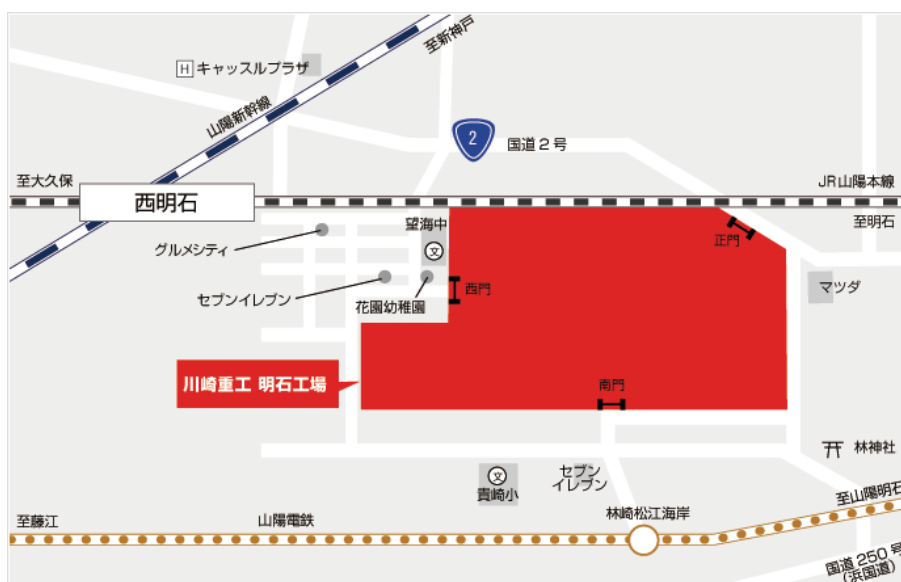 至新神戸
H キャッスルプラザ
山陽新幹線
2
国道2号
至大久保
JR山陽本線
西明石
望海中
至明石
文
正門
グルメシティ
セブンイレブン
花園幼稚園
西門
マツダ
川崎重工 明石工場
南門
林神社
文
貴崎小
セブン
イレブン
至山陽明石
至藤江
山陽電鉄
林崎松江海岸
国道250号
(浜国道)